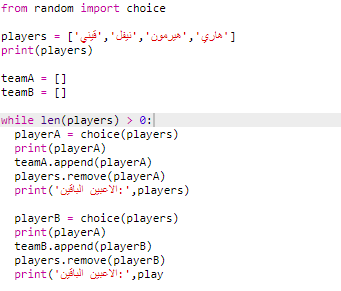 from random import choice
players = ['هاري','هيرمون','نيفل','قيني']
print(players)
teamA = []
teamB = []
while len(players) > 0:
playerA = choice(players)
print(playerA)
teamA.append(playerA)
players.remove(playerA)
print('الاعبين الباقين:',players)
playerB = choice(players)
print(playerA)
teamB.append(playerB)
players.remove(playerB)
print('الاعبين الباقين:',play